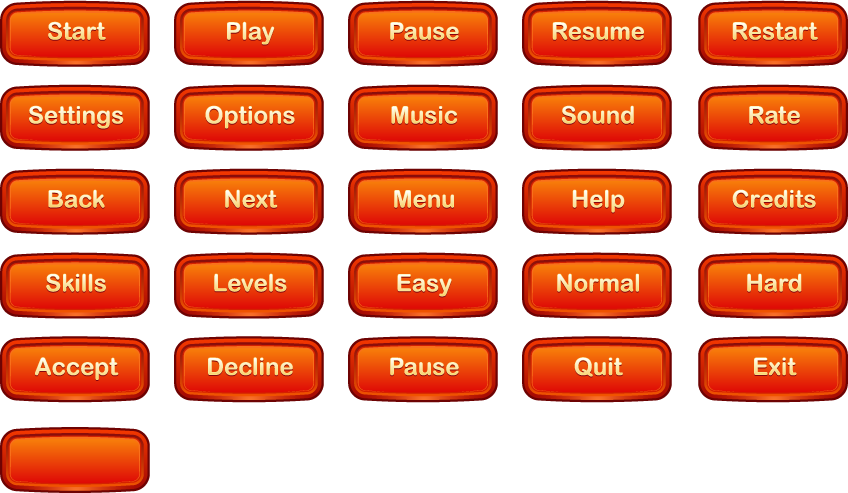 Start Play Pause Resume Restart
Settings Options Music Sound Rate
Back Next Menu Help Credits
Skills Levels Easy Normal Hard
Accept Decline Pause Quit Exit